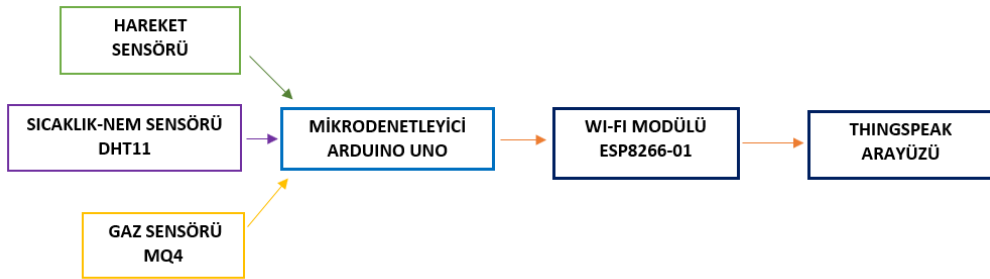 HAREKET
SENSÖRÜ
SICAKLIK-NEM SENSÖRÜ
DHT11
GAZ SENSÖRÜ
MQ4
MİKRODENETLEYİCİ
ARDUINO UNO
WI-FI MODÜLÜ
ESP8266-01
THINGSPEAK
ARAYÜZÜ